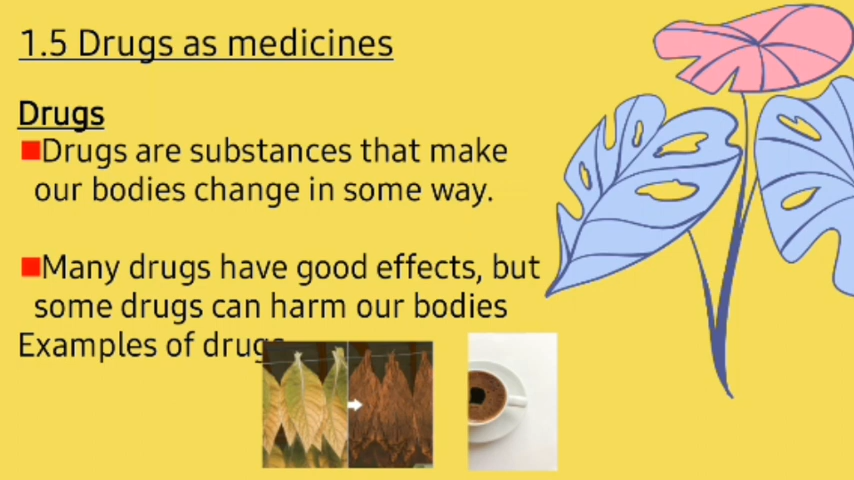 1.5 Drugs as medicines
Drugs
Drugs are substances that make
our bodies change in some way.
Many drugs have good effects, but
some drugs can harm our bodies
Examples of drugs